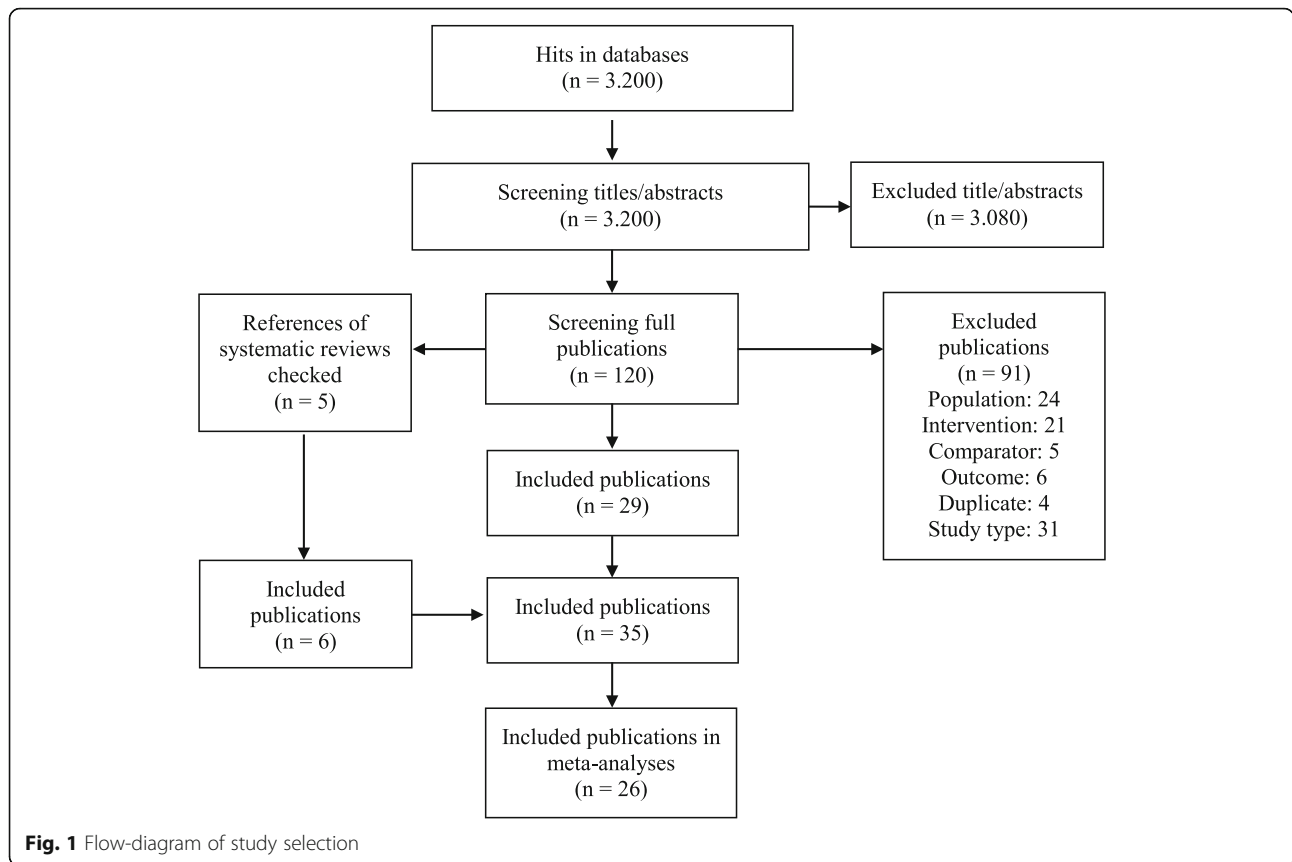 Hits in databases
(n = 3.200)
Screening titles/abstracts
(n = 3.200)
Excluded title/abstracts
(n = 3.080)
References of
systematic reviews
checked
(n = 5)
Screening full
publications
(n = 120)
Excluded
publications
(n = 91)
Population: 24
Intervention: 21
Comparator: 5
Outcome: 6
Duplicate: 4
Study type: 31
Included publications
(n = 29)
Included
publications
(n = 6)
Included publications
(n = 35)
Included publications in
meta-analyses
(n = 26)
Fig. 1 Flow-diagram of study selection